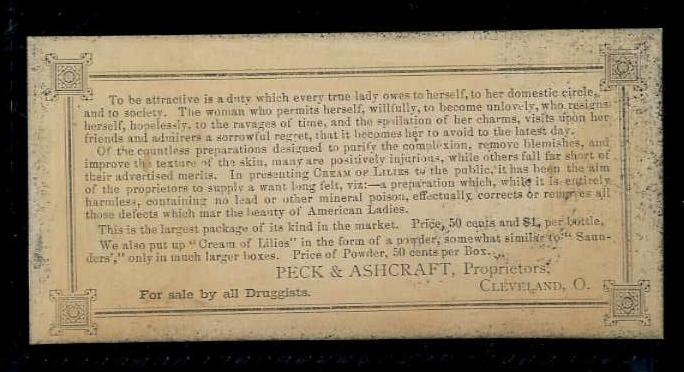 To be attractive is a duty which every true lady owes to herself, to her domestic circle,
and to society. The woman who permits herself, willfully, to become unlovely, who resigns
herself, hopelessly, to the ravages of time, and the spoliation of her charms, visits upon her
friends and admirers a sorrowful regret, that it becomes her to avoid to the latest day.
Of the countless preparations designed to purify the complexion, remove blemishes, and
improve the texture of the skin, many are positively injurious, while others fall far short of
their advertised merits. In presenting CREAM OF LILIES to the public, it has been the aim
of the proprietors to supply a want long felt, viz:—a preparation which, while it is entirely
harmless, containing no lead or other mineral poison, effectually corrects or removes all
those defects which mar the beauty of American Ladies.
This is the largest package of its kind in the market. Price, 50 cents and $1, per bottle.
We also put up "Cream of Lilies" in the form of a powder, somewhat similar to "Saun-
ders'," only in much larger boxes. Price of Powder, 50 cents per Box.
PECK & ASHCRAFT, Proprietors,
For sale by all Druggists. CLEVELAND, O.